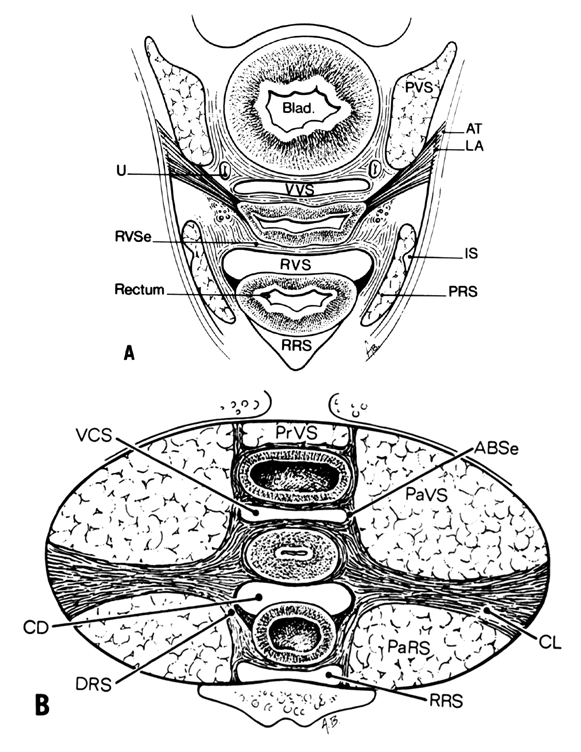 Blad.
PVS
AT
LA
U
VVS
RVSe
RVS
IS
Rectum
PRS
RRS
A.B.
A
VCS
PrVS
ABSe
PaVS
CD
CL
PaRS
DRS
RRS
B
A.B.